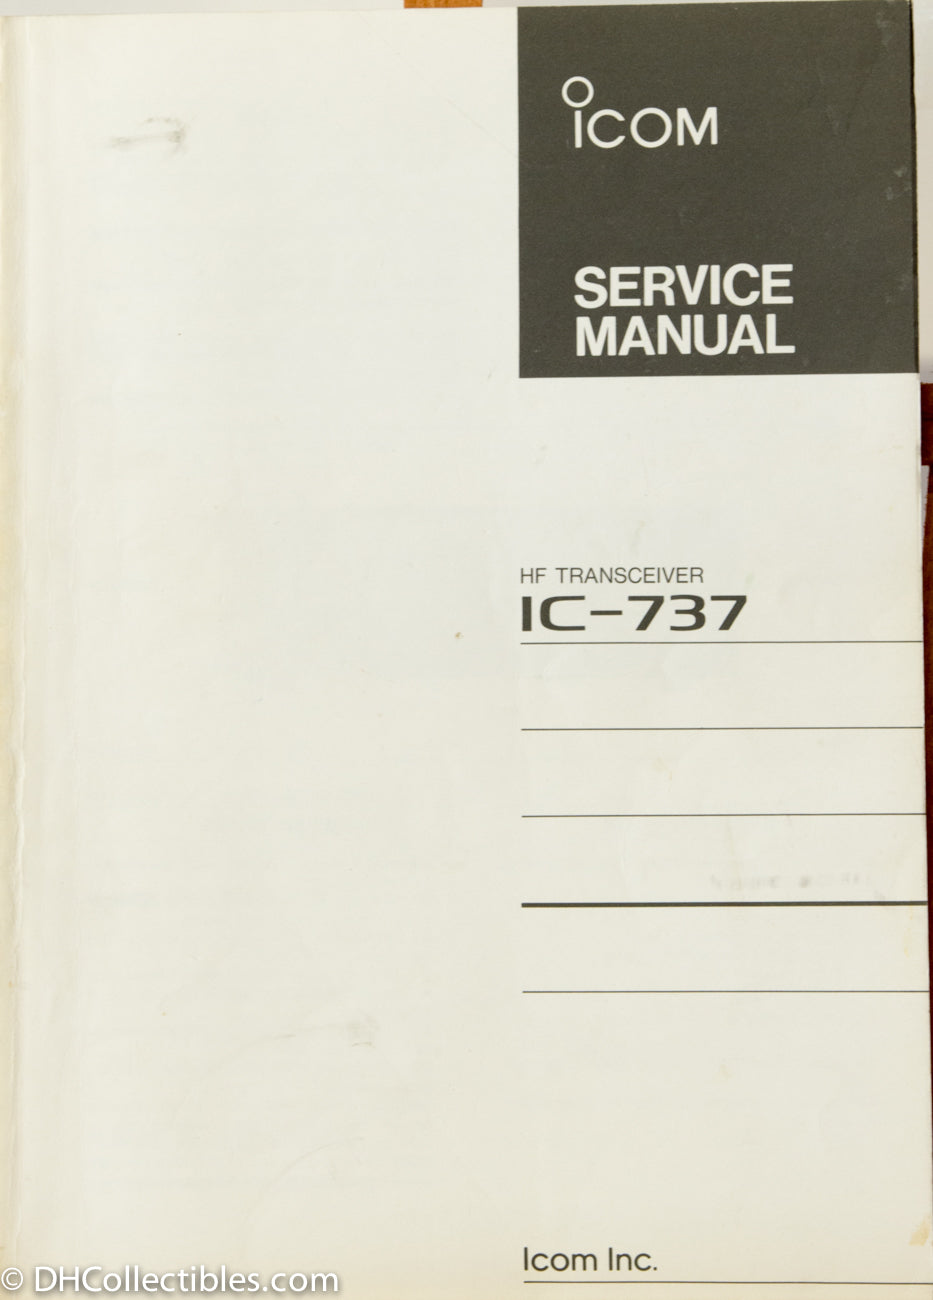 ICOM
SERVICE
MANUAL
HF TRANSCEIVER
IC-737
Icom Inc.
© DHCollectibles.com